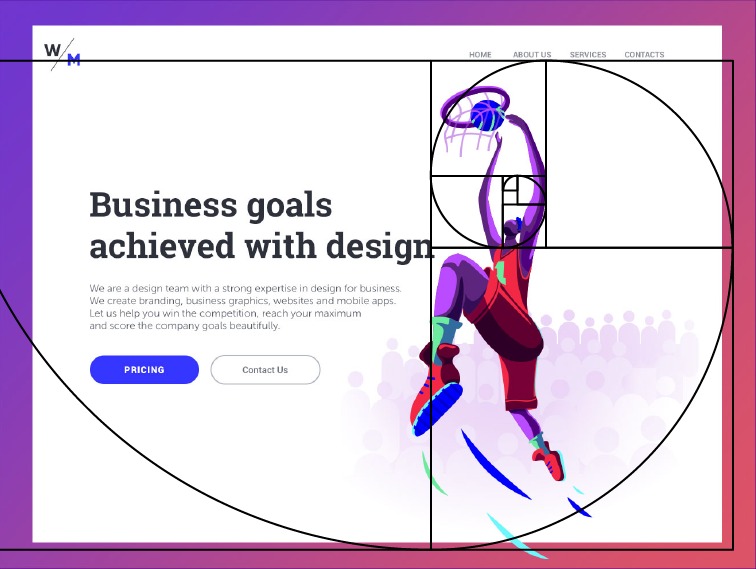 W
M
HOME ABOUT US SERVICES CONTACTS
Business goals
achieved with design
We are a design team with a strong expertise in design for business.
We create branding, business graphics, websites and mobile apps.
Let us help you win the competition, reach your maximum
and score the company goals beautifully.
PRICING Contact Us